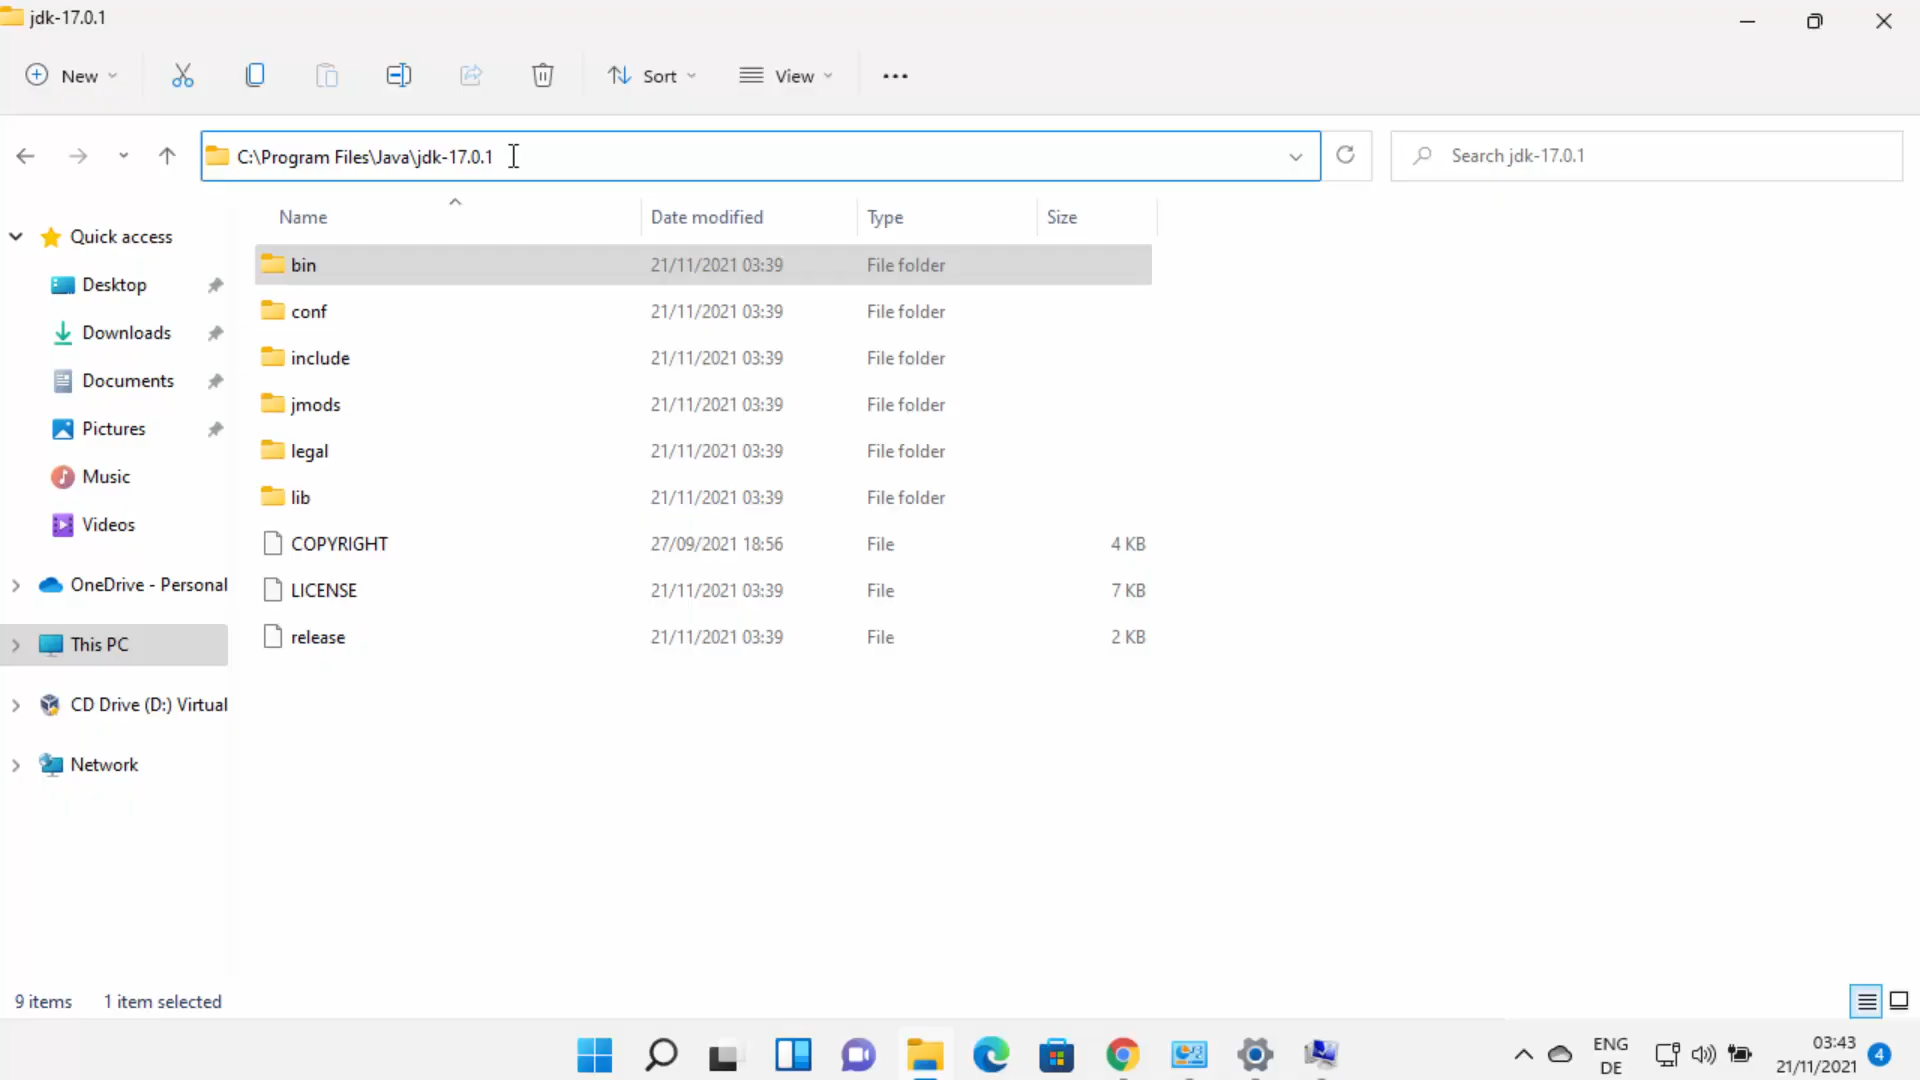 jdk-17.0.1
New
Sort
View
C:\Program Files\Java\jdk-17.0.1
Search jdk-17.0.1
Name Date modified Type Size
Quick access
Desktop
Downloads
Documents
Pictures
Music
Videos
OneDrive - Personal
This PC
CD Drive (D:) Virtual
Network
bin 21/11/2021 03:39 File folder
conf 21/11/2021 03:39 File folder
include 21/11/2021 03:39 File folder
jmods 21/11/2021 03:39 File folder
legal 21/11/2021 03:39 File folder
lib 21/11/2021 03:39 File folder
COPYRIGHT 27/09/2021 18:56 File 4 KB
LICENSE 21/11/2021 03:39 File 7 KB
release 21/11/2021 03:39 File 2 KB
9 items 1 item selected
ENG
DE
03:43
21/11/2021
4